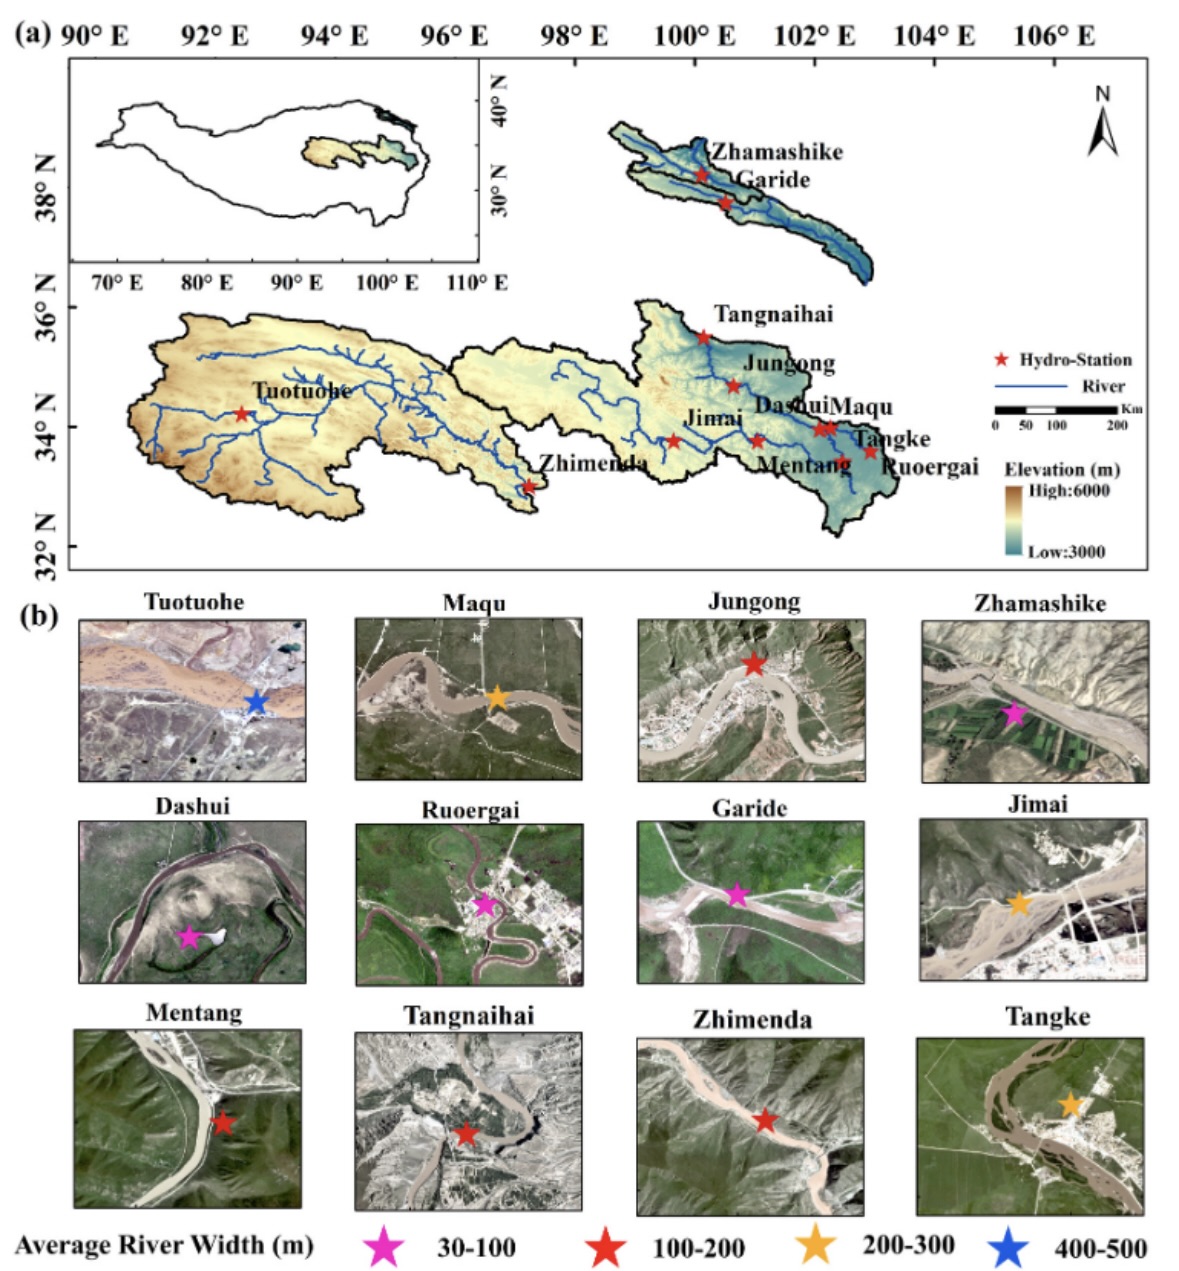 (a)
90° E 92° E 94° E 96° E 98° E 100° E 102° E 104° E 106° E
38° N
36° N
34° N
32° N
40° N
30° N
70° E 80° E 90° E 100° E 110° E
N
Zhamashike
Garide
Tangnaihai
Jungong
Tuotuohe
Dashui Maqu
Jimai
Tangke
Zhimenda
Mentang
Ruoergai
Hydro-Station
River
Km
0 50 100 200
Elevation (m)
High:6000
Low:3000
(b)
Tuotuohe Maqu Jungong Zhamashike
Dashui Ruoergai Garide Jimai
Mentang Tangnaihai Zhimenda Tangke
Average River Width (m) 30-100 100-200 200-300 400-500